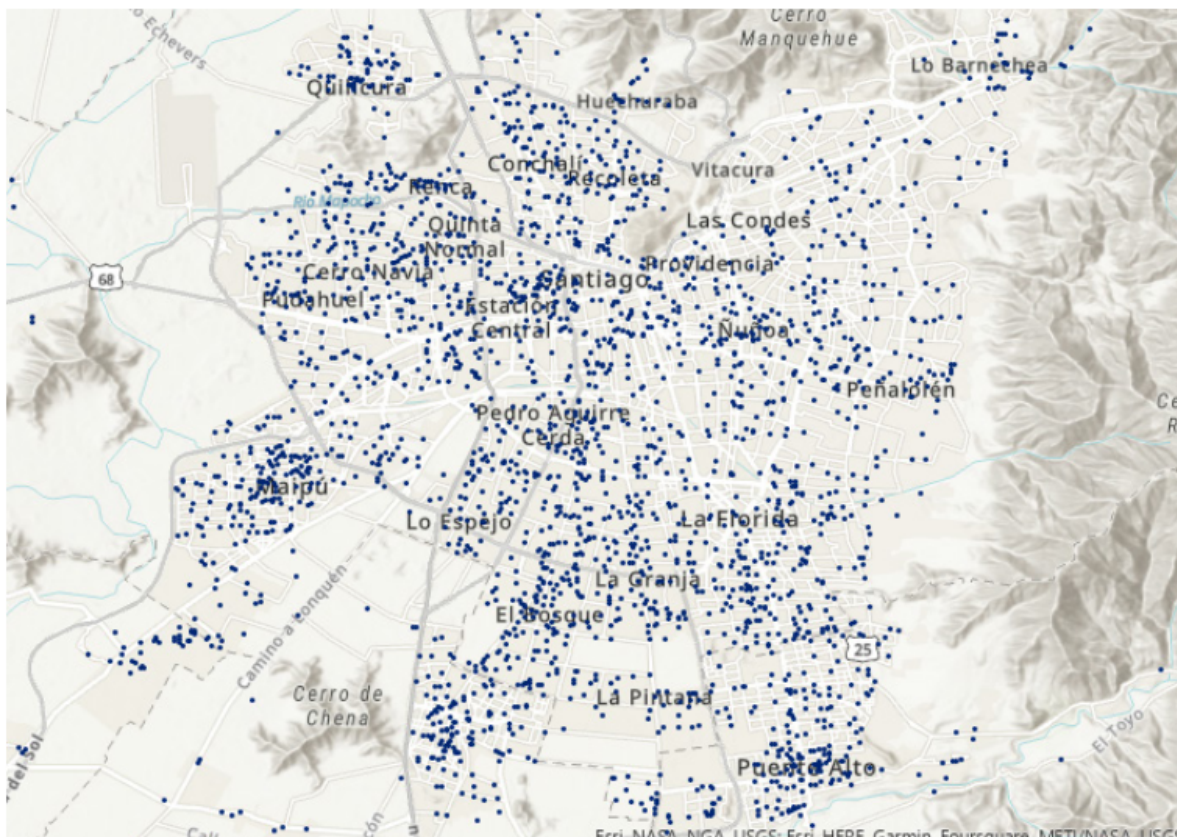 Cerro
Manquehue
Echevers
Lo Barnechea
Quilicura
Huechuraba
Conchalí
Recoleta
Vitacura
Renca
Río Mapocho
Quinta
Normal
Las Condes
68
Cerro Navia
Providencia
Santiago
Pudahuel
Estación
Central
Ñuñoa
Peñalolén
Pedro Aguirre
Cerda
Maipú
Lo Espejo
La Florida
La Granja
El Bosque
Camino a Lonquén
25
Cerro de
Chena
La Pintana
El Toyo
del Sol
Puente Alto
Esri, NASA, NGA, USGS; Esri, HERE, Garmin, Foursquare, METI/NASA, USGS